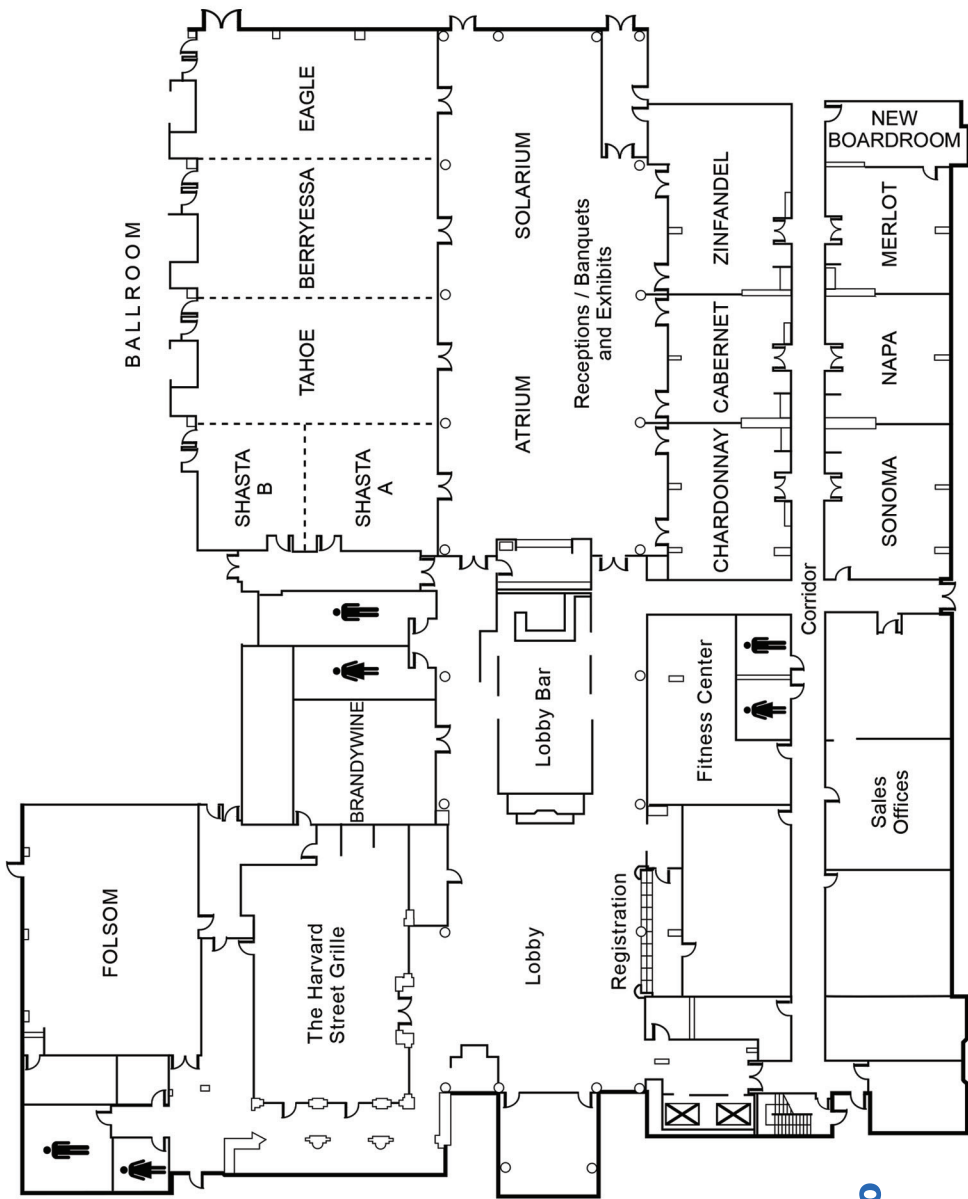 BALLROOM
EAGLE
BERRYESSA
TAHOE
SHASTA
B
SHASTA
A
SOLARIUM
ATRIUM
Receptions / Banquets
and Exhibits
ZINFANDEL
CABERNET
CHARDONNAY
NEW
BOARDROOM
MERLOT
NAPA
SONOMA
Corridor
Lobby Bar
Fitness Center
BRANDYWINE
Sales
Offices
FOLSOM
The Harvard
Street Grille
Lobby
Registration